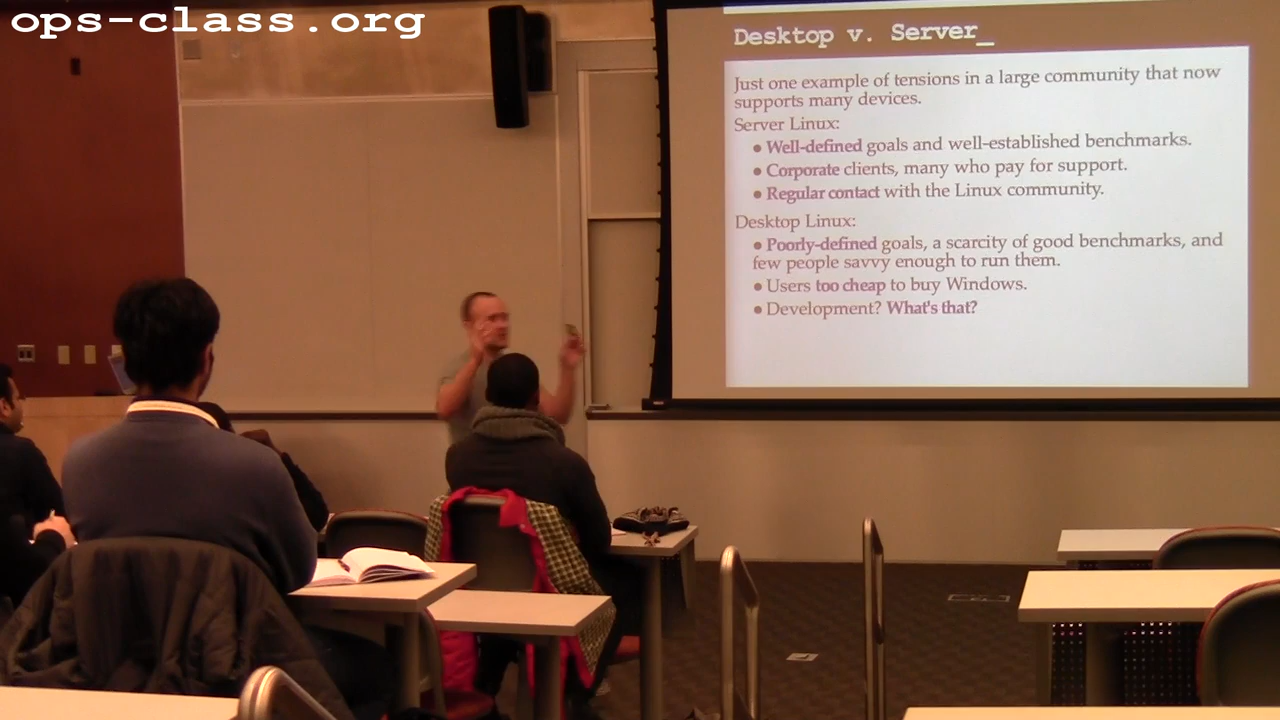 ops-class.org
Desktop v. Server_
Just one example of tensions in a large community that now
supports many devices.
Server Linux:
● Well-defined goals and well-established benchmarks.
● Corporate clients, many who pay for support.
● Regular contact with the Linux community.
Desktop Linux:
● Poorly-defined goals, a scarcity of good benchmarks, and
few people savvy enough to run them.
● Users too cheap to buy Windows.
● Development? What's that?